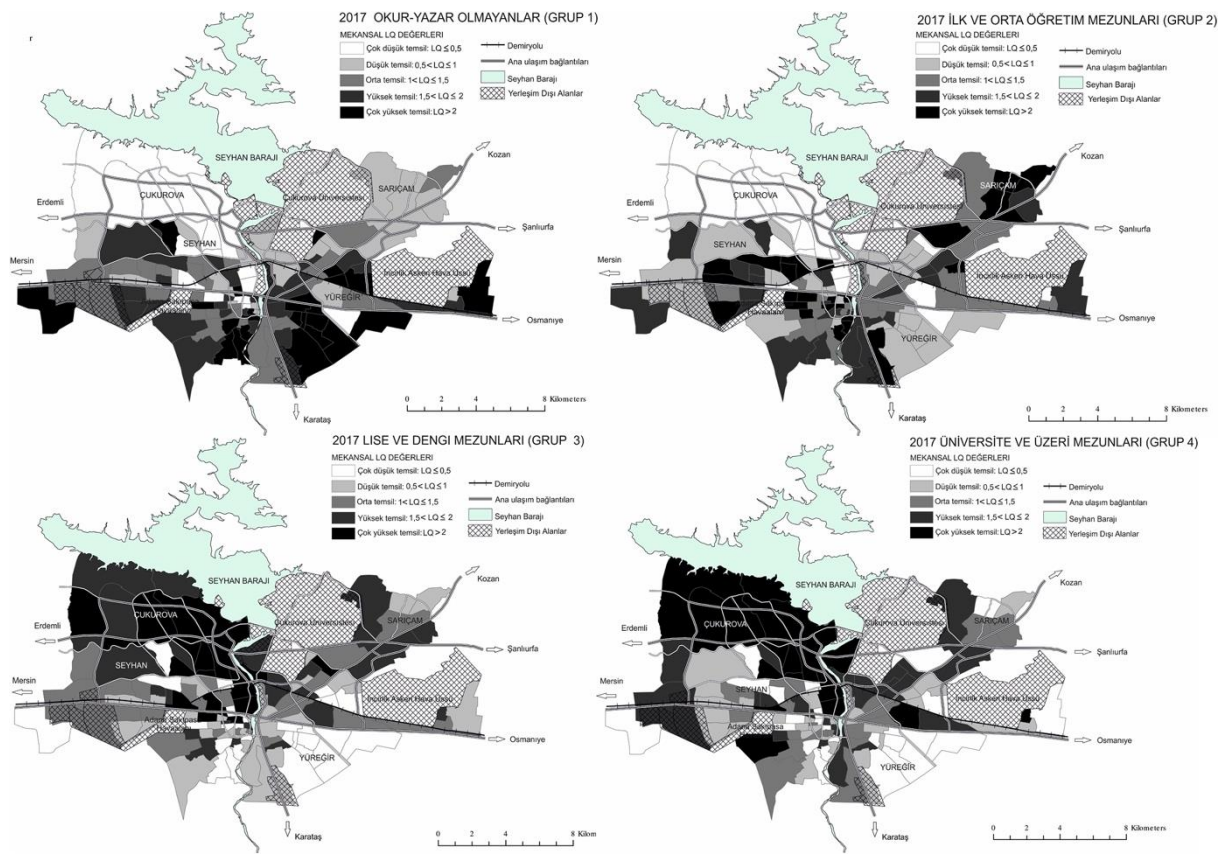 2017 OKUR-YAZAR OLMAYANLAR (GRUP 1)
r
MEKANSAL LQ DEĞERLERI
Çok düşük temsil: LQ ≤ 0,5
Düşük temsil: 0,5< LQ ≤ 1
Orta temsil: 1< LQ ≤ 1,5
Yüksek temsil: 1,5< LQ ≤ 2
Çok yüksek temsil: LQ > 2
Demiryolu
Ana ulaşım bağlantıları
Seyhan Barajı
Yerleşim Dışı Alanlar
SEYHAN BARAJI
Kozan
Çukurova Üniversitesi
SARIÇAM
ÇUKUROVA
Erdemli
Şanlıurfa
SEYHAN
Mersin
İncirlik Askeri Hava Üssü
YÜREĞİR
Osmaniye
Karataş
0 2 4 8 Kilometers
2017 İLK VE ORTA ÖĞRETIM MEZUNLARI (GRUP 2)
MEKANSAL LQ DEĞERLERI
Çok düşük temsil: LQ ≤ 0,5
Düşük temsil: 0,5< LQ ≤ 1
Orta temsil: 1< LQ ≤ 1,5
Yüksek temsil: 1,5< LQ ≤ 2
Çok yüksek temsil: LQ > 2
Demiryolu
Ana ulaşım bağlantıları
Seyhan Barajı
Yerleşim Dışı Alanlar
SEYHAN BARAJI
Kozan
SARIÇAM
Çukurova Üniversitesi
ÇUKUROVA
Erdemli
Şanlıurfa
SEYHAN
Mersin
İncirlik Askeri Hava Üssü
Osmaniye
YÜREĞİR
Karataş
0 2 4 8 Kilometers
2017 LISE VE DENGI MEZUNLARI (GRUP 3)
MEKANSAL LQ DEĞERLERI
Çok düşük temsil: LQ ≤ 0,5
Düşük temsil: 0,5< LQ ≤ 1
Orta temsil: 1< LQ ≤ 1,5
Yüksek temsil: 1,5< LQ ≤ 2
Çok yüksek temsil: LQ > 2
Demiryolu
Ana ulaşım bağlantıları
Seyhan Barajı
Yerleşim Dışı Alanlar
SEYHAN BARAJI
Kozan
ÇUKUROVA
Çukurova Üniversitesi
SARIÇAM
Erdemli
Şanlıurfa
SEYHAN
Mersin
İncirlik Askeri Hava Üssü
Adana Şakirpaşa
Osmaniye
YÜREĞİR
Karataş
0 2 4 8 Kilom
2017 ÜNİVERSİTE VE ÜZERİ MEZUNLARI (GRUP 4)
MEKANSAL LQ DEĞERLERI
Çok düşük temsil: LQ ≤ 0,5
Düşük temsil: 0,5< LQ ≤ 1
Orta temsil: 1< LQ ≤ 1,5
Yüksek temsil: 1,5< LQ ≤ 2
Çok yüksek temsil: LQ > 2
Demiryolu
Ana ulaşım bağlantıları
Seyhan Barajı
Yerleşim Dışı Alanlar
SEYHAN BARAJI
Kozan
ÇUKUROVA
Çukurova Üniversitesi
SARIÇAM
Erdemli
Şanlıurfa
Mersin
SEYHAN
İncirlik Askeri Hava Üssü
Adana Şakirpaşa
Osmaniye
YÜREĞİR
Karataş
0 2 4 8 Kilometers